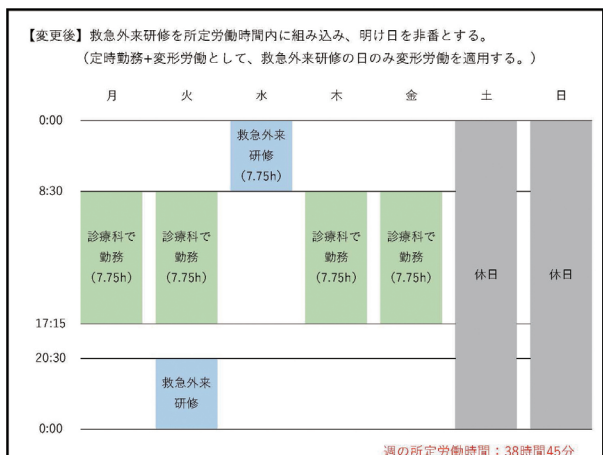 【変更後】救急外来研修を所定労働時間内に組み込み、明け日を非番とする。
（定時勤務+変形労働として、救急外来研修の日のみ変形労働を適用する。）
月 火 水 木 金 土 日
0:00
救急外来
研修
(7.75h)
8:30
診療科で
勤務
(7.75h)
診療科で
勤務
(7.75h)
診療科で
勤務
(7.75h)
診療科で
勤務
(7.75h)
休日
休日
17:15
20:30
救急外来
研修
0:00
週の所定労働時間：38時間45分